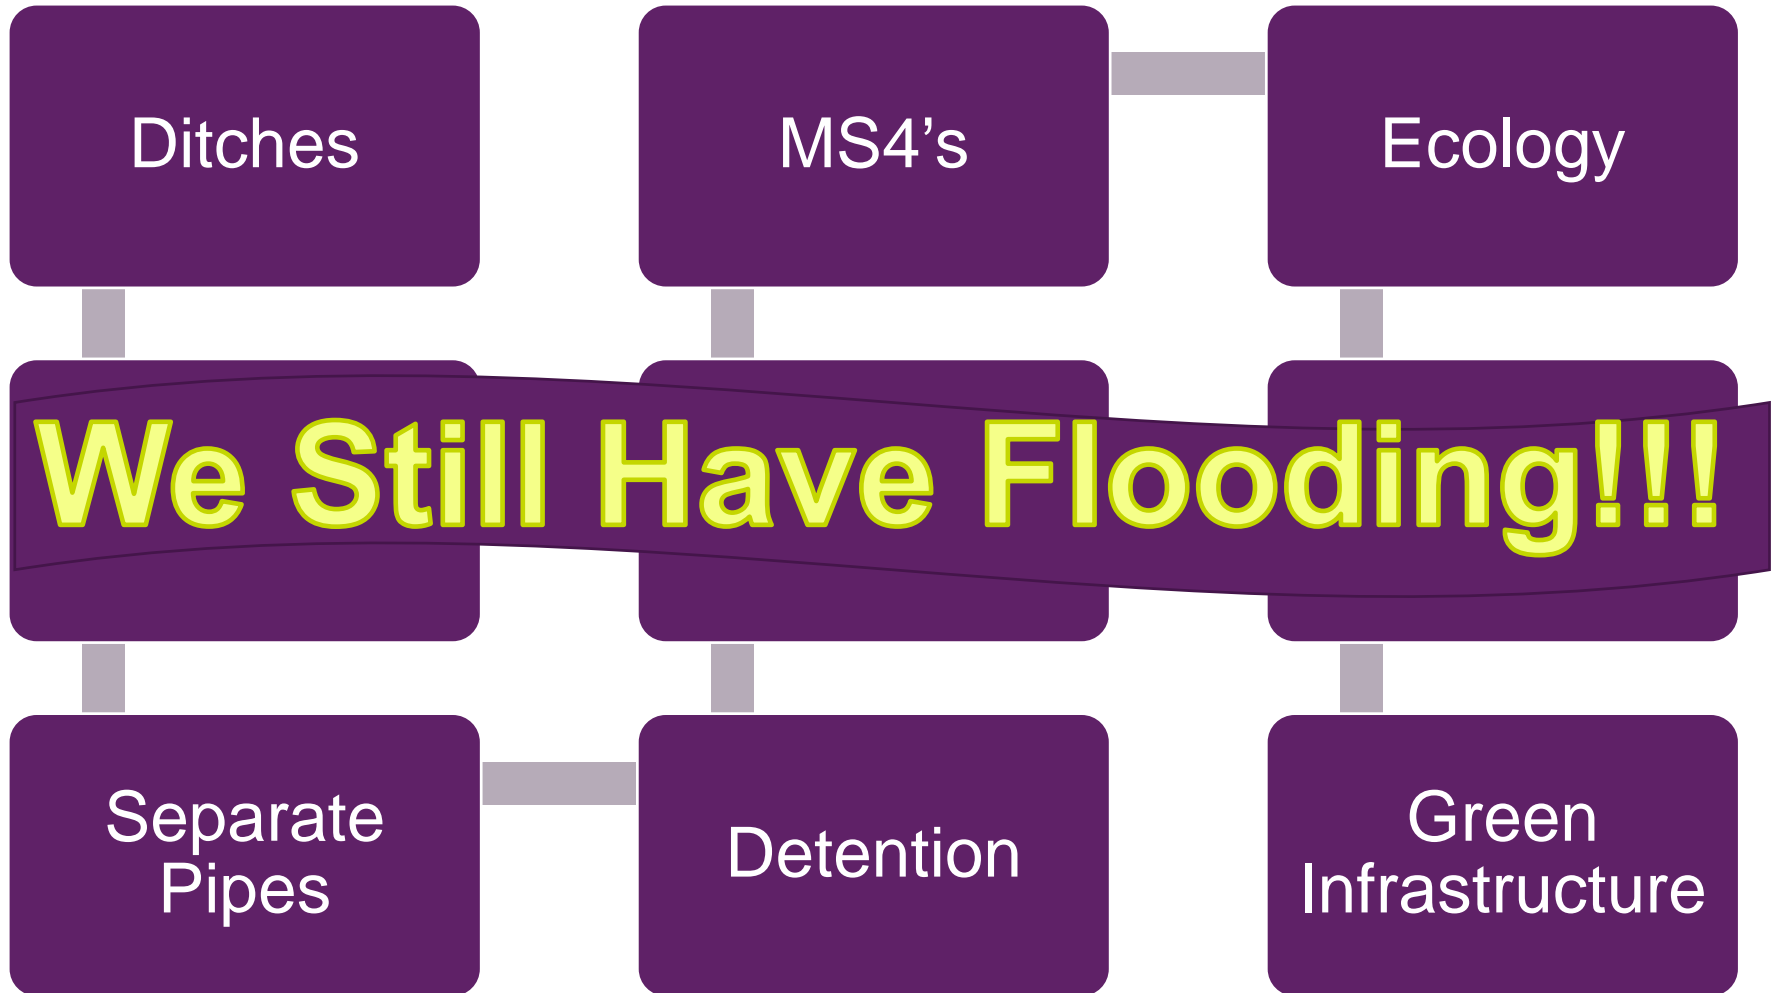 Ditches
MS4’s
Ecology
We Still Have Flooding!!!
Separate
Pipes
Detention
Green
Infrastructure